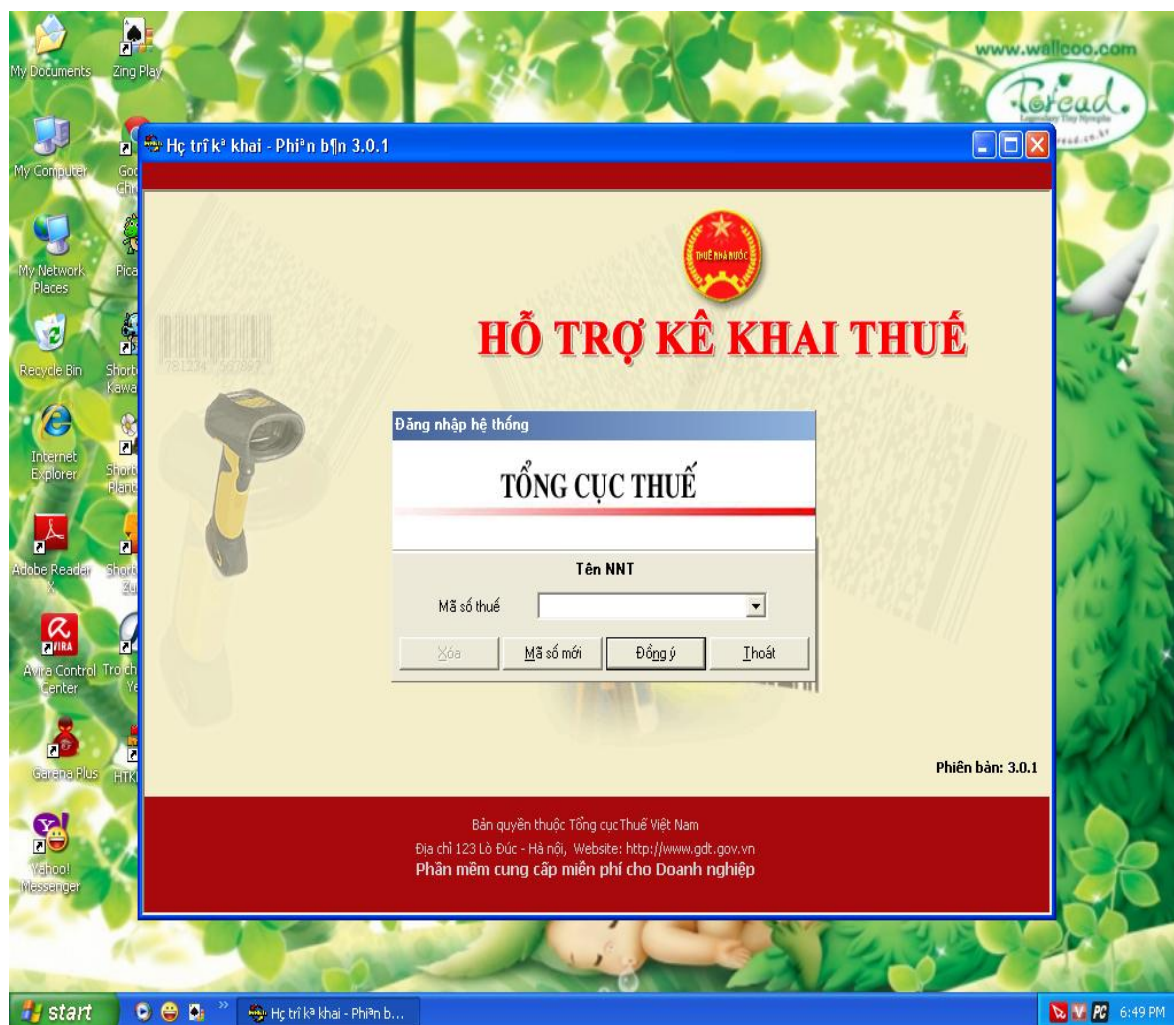 www.wallcoo.com
My Documents
Zing Play
My Computer
My Network
Places
Recycle Bin
Internet
Explorer
Adobe Reader
X
Avira Control
Center
Garena Plus
Yahoo!
Messenger
Hç trî kª khai - Phiªn b¶n 3.0.1
THUẾ NHÀ NƯỚC
HỖ TRỢ KÊ KHAI THUẾ
Đăng nhập hệ thống
TỔNG CỤC THUẾ
Tên NNT
Mã số thuế
Xóa
Mã số mới
Đồng ý
Thoát
Phiên bản: 3.0.1
Bản quyền thuộc Tổng cục Thuế Việt Nam
Địa chỉ 123 Lò Đúc - Hà nội, Website: http://www.gdt.gov.vn
Phần mềm cung cấp miễn phí cho Doanh nghiệp
start
Hç trî kª khai - Phiªn b...
6:49 PM